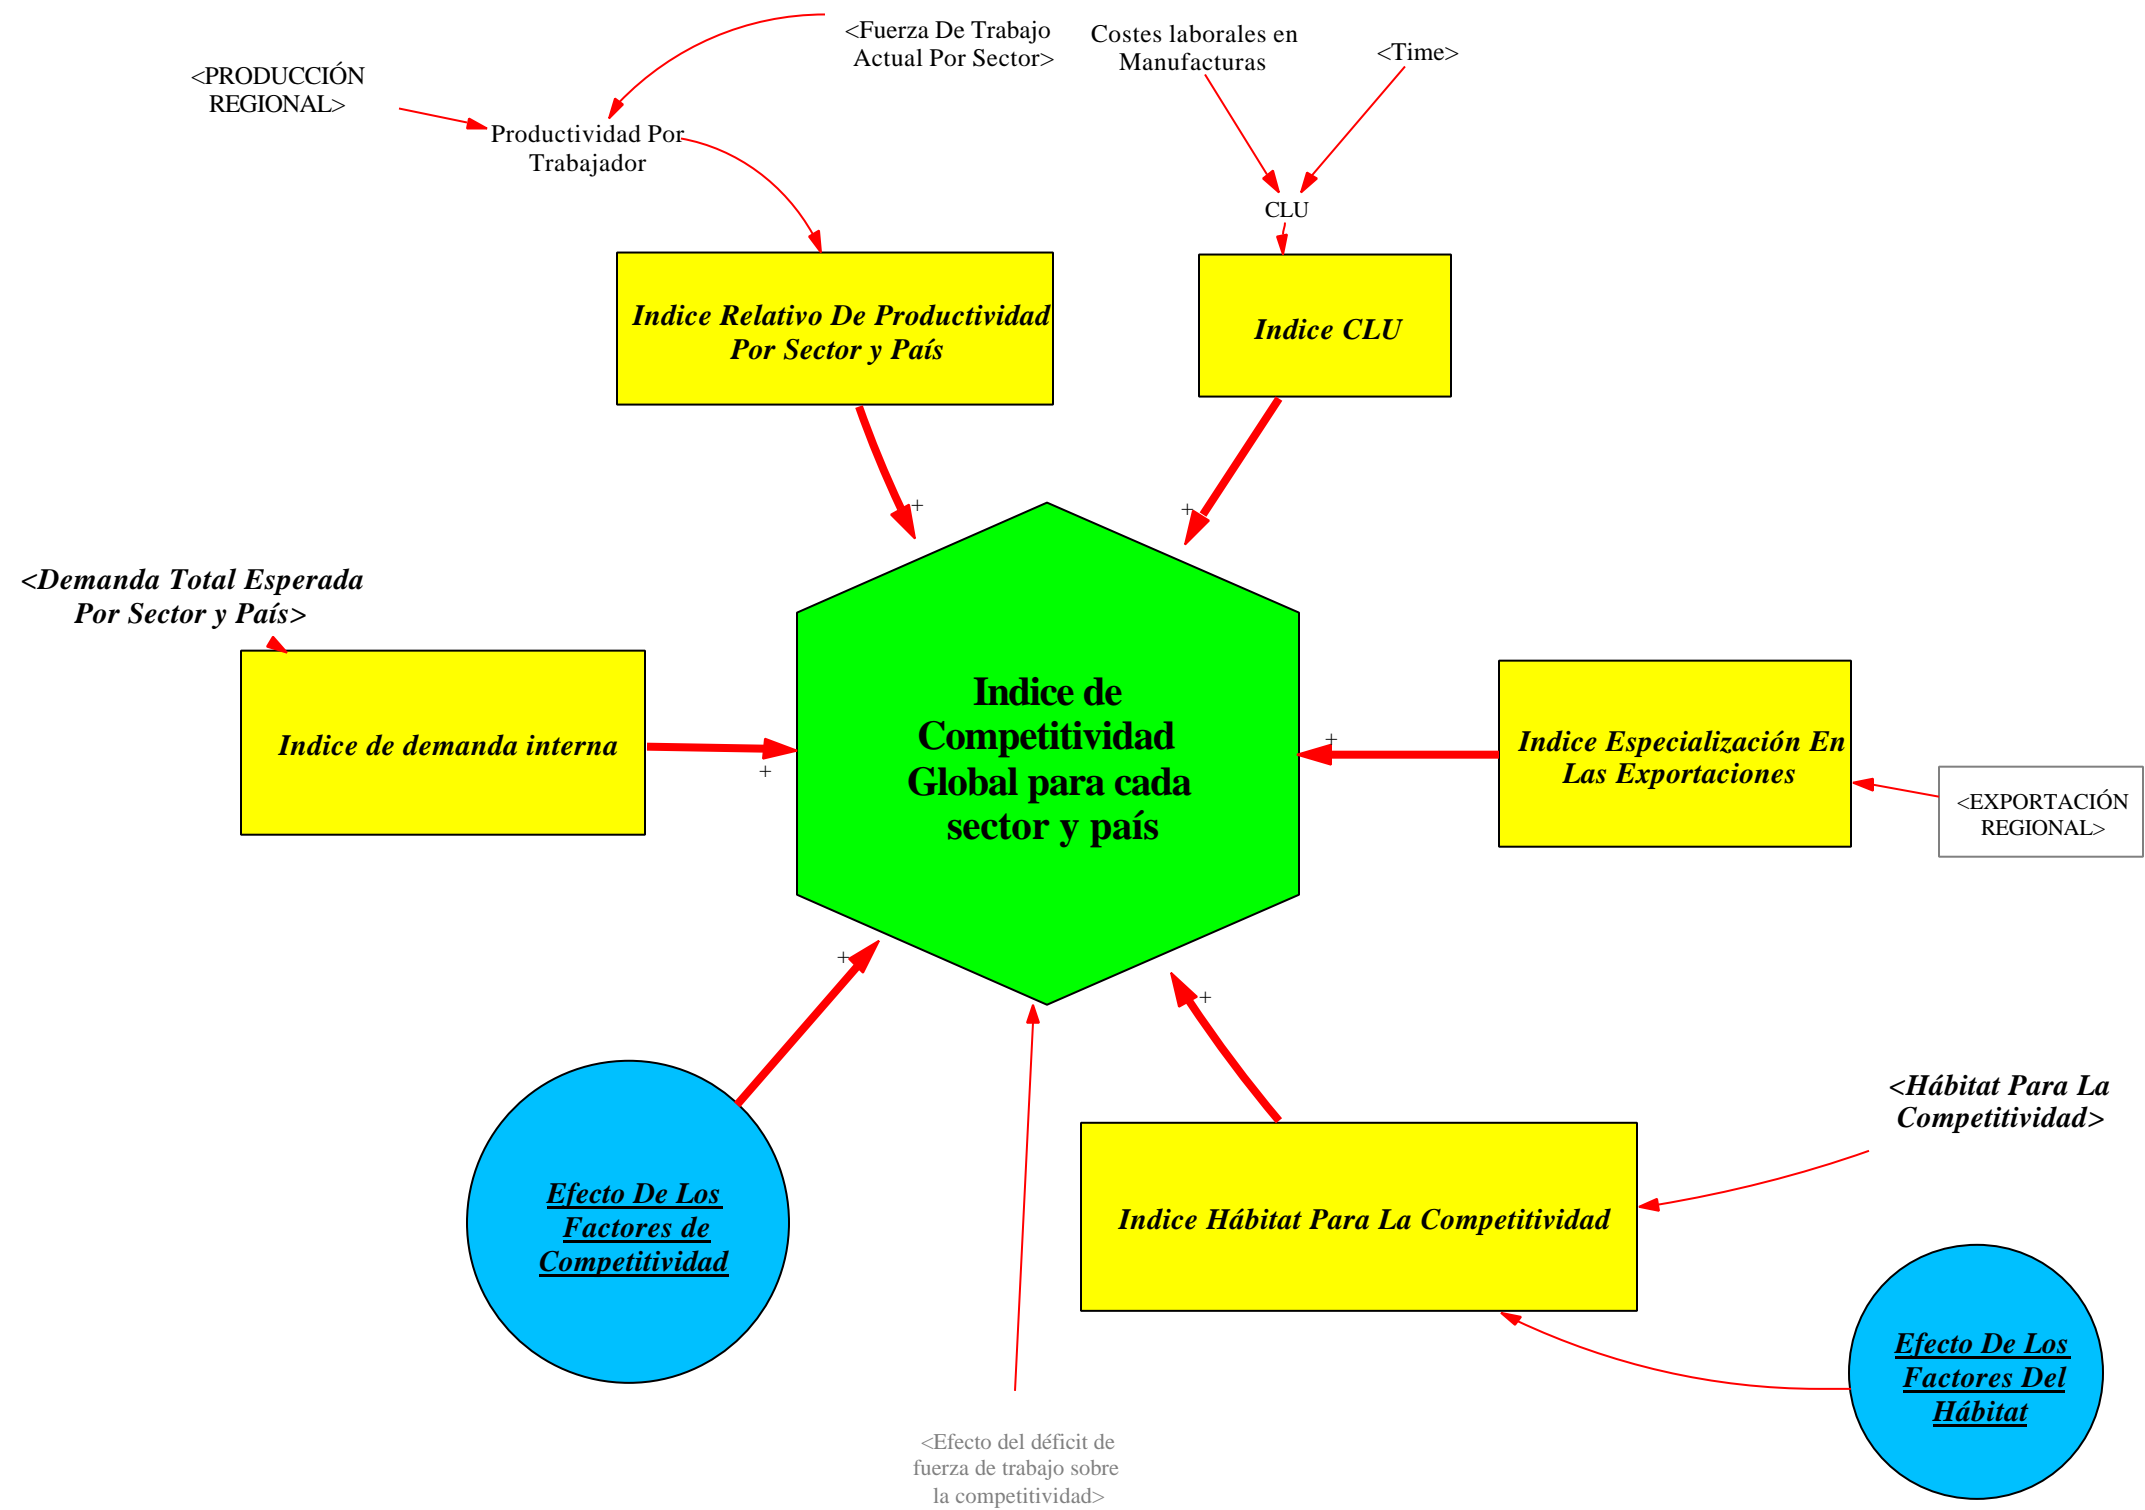 <Fuerza De Trabajo
Actual Por Sector>
Costes laborales en
Manufacturas
<Time>
<PRODUCCIÓN
REGIONAL>
Productividad Por
Trabajador
CLU
Indice Relativo De Productividad
Por Sector y País
Indice CLU
+
+
<Demanda Total Esperada
Por Sector y País>
Indice de demanda interna
+
Indice de
Competitividad
Global para cada
sector y país
+
Indice Especialización En
Las Exportaciones
<EXPORTACIÓN
REGIONAL>
+
+
<Hábitat Para La
Competitividad>
Efecto De Los
Factores de
Competitividad
Indice Hábitat Para La Competitividad
Efecto De Los
Factores Del
Hábitat
<Efecto del déficit de
fuerza de trabajo sobre
la competitividad>